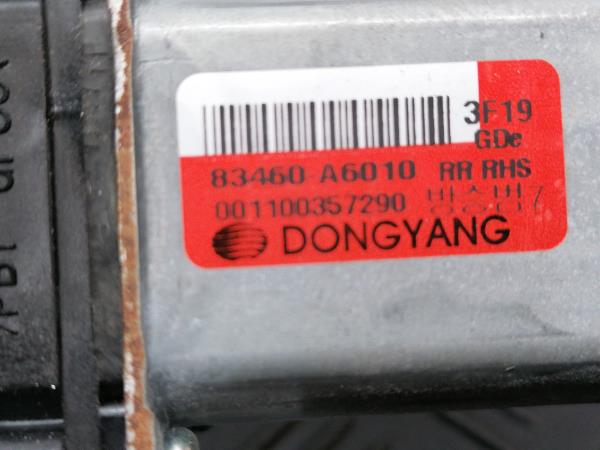 3F19
GDe
83460-A6010 RR RHS
001100357290
DONGYANG